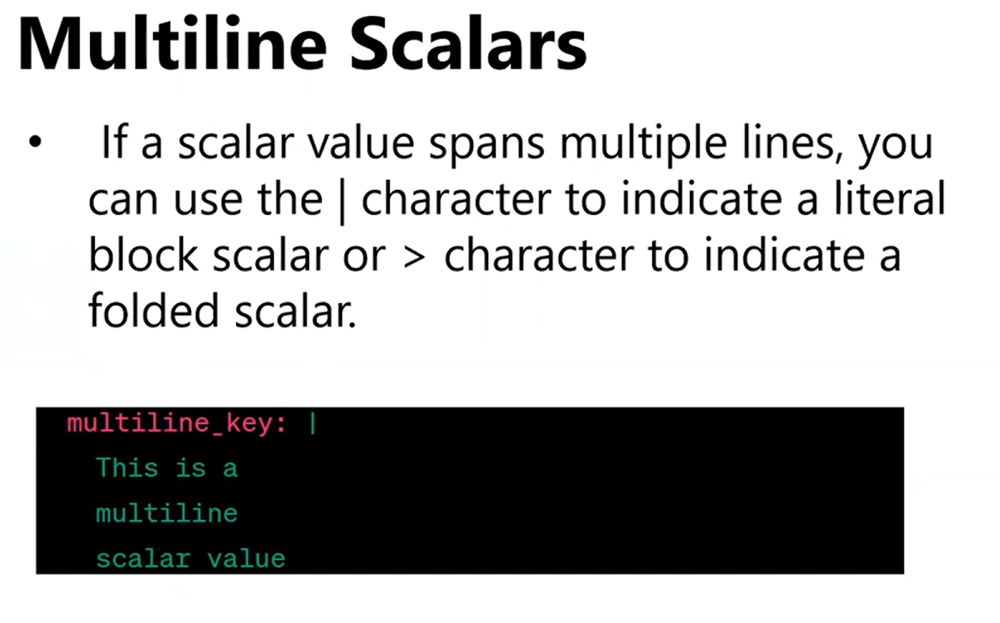 Multiline Scalars
• If a scalar value spans multiple lines, you
can use the | character to indicate a literal
block scalar or > character to indicate a
folded scalar.
multiline_key: |
  This is a
  multiline
  scalar value